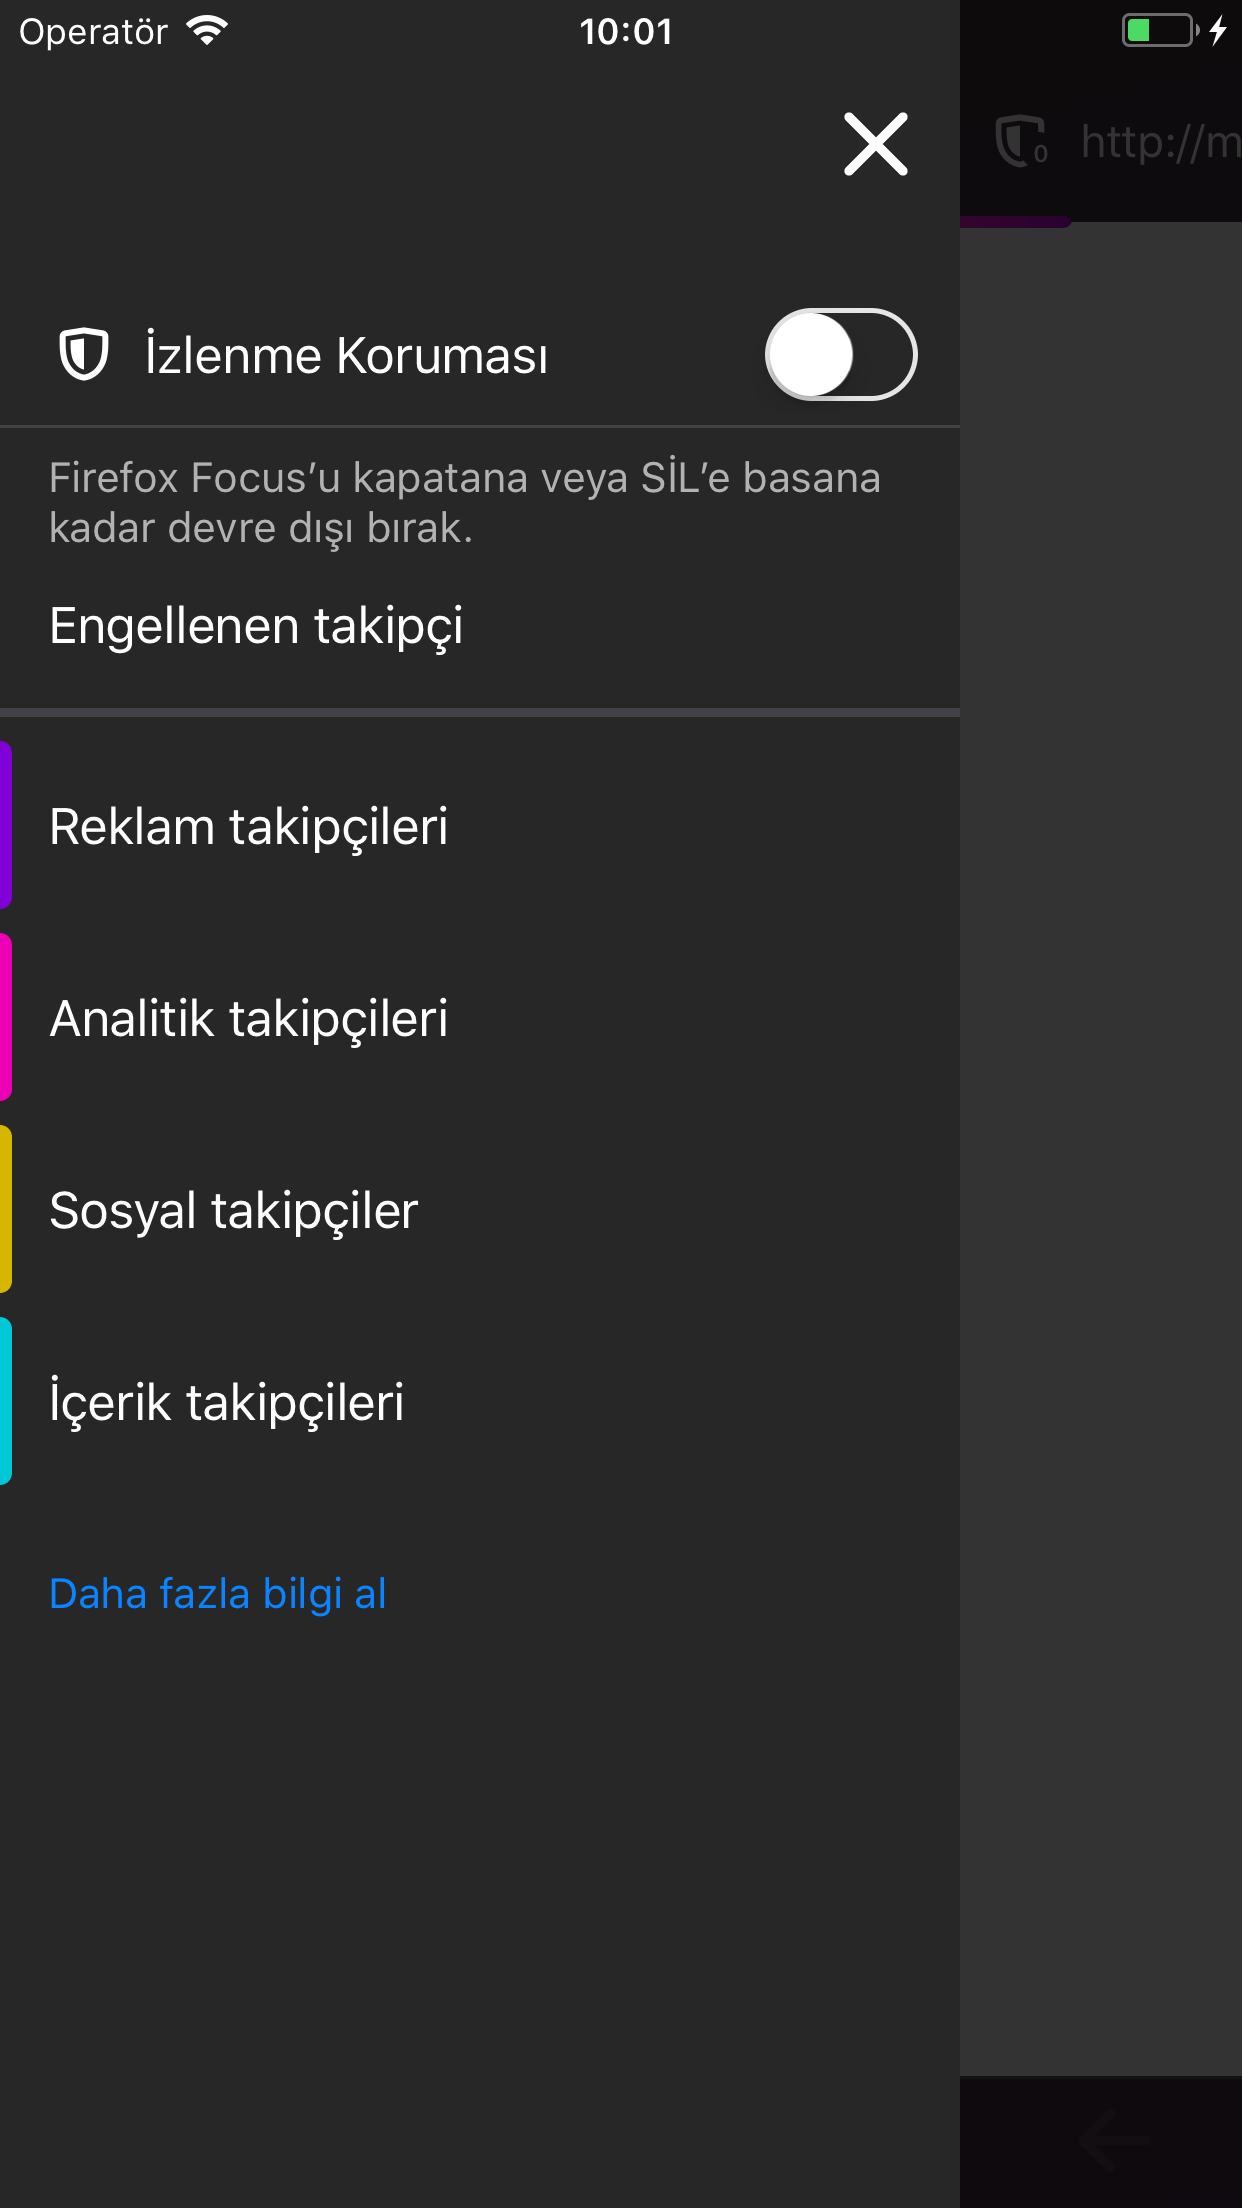 Operatör
10:01
0 http://m
İzlenme Koruması
Firefox Focus’u kapatana veya SİL’e basana
kadar devre dışı bırak.
Engellenen takipçi
Reklam takipçileri
Analitik takipçileri
Sosyal takipçiler
İçerik takipçileri
Daha fazla bilgi al